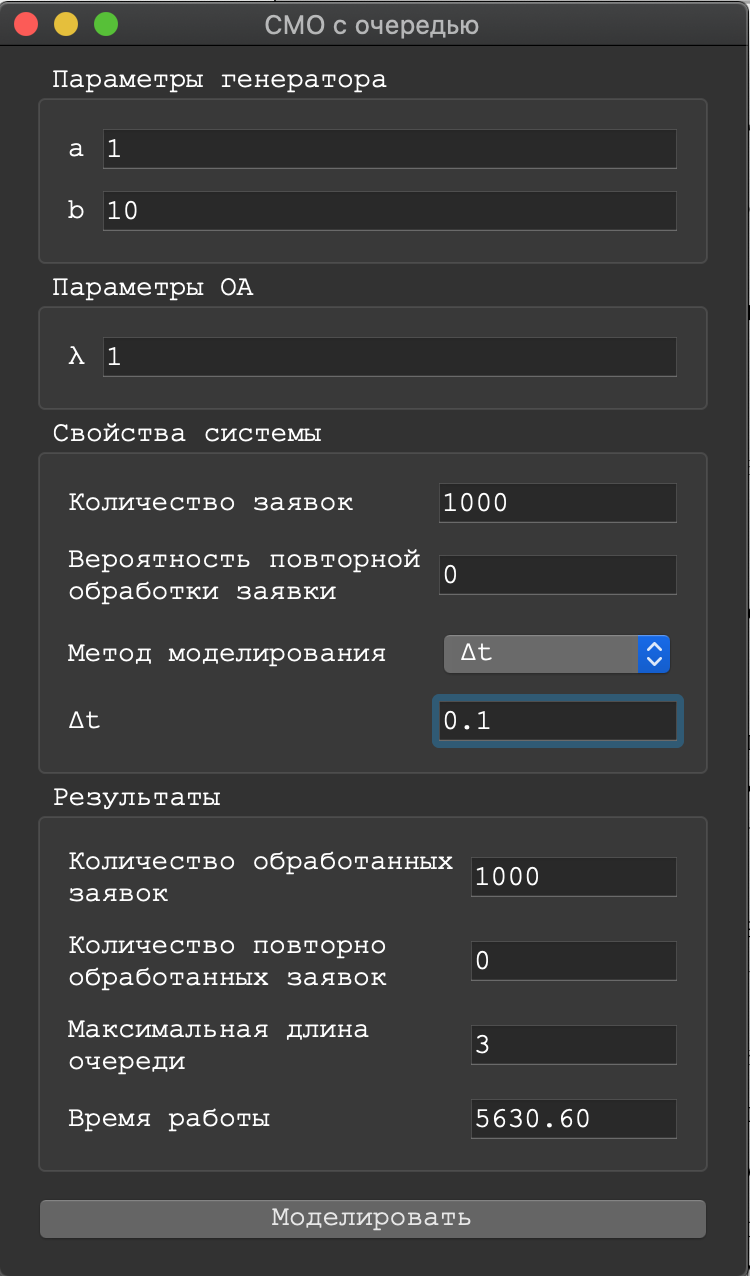 СМО с очередью
Параметры генератора
a 1
b 10
Параметры ОА
λ 1
Свойства системы
Количество заявок 1000
Вероятность повторной
обработки заявки 0
Метод моделирования Δt
Δt 0.1
Результаты
Количество обработанных
заявок 1000
Количество повторно
обработанных заявок 0
Максимальная длина
очереди 3
Время работы 5630.60
Моделировать